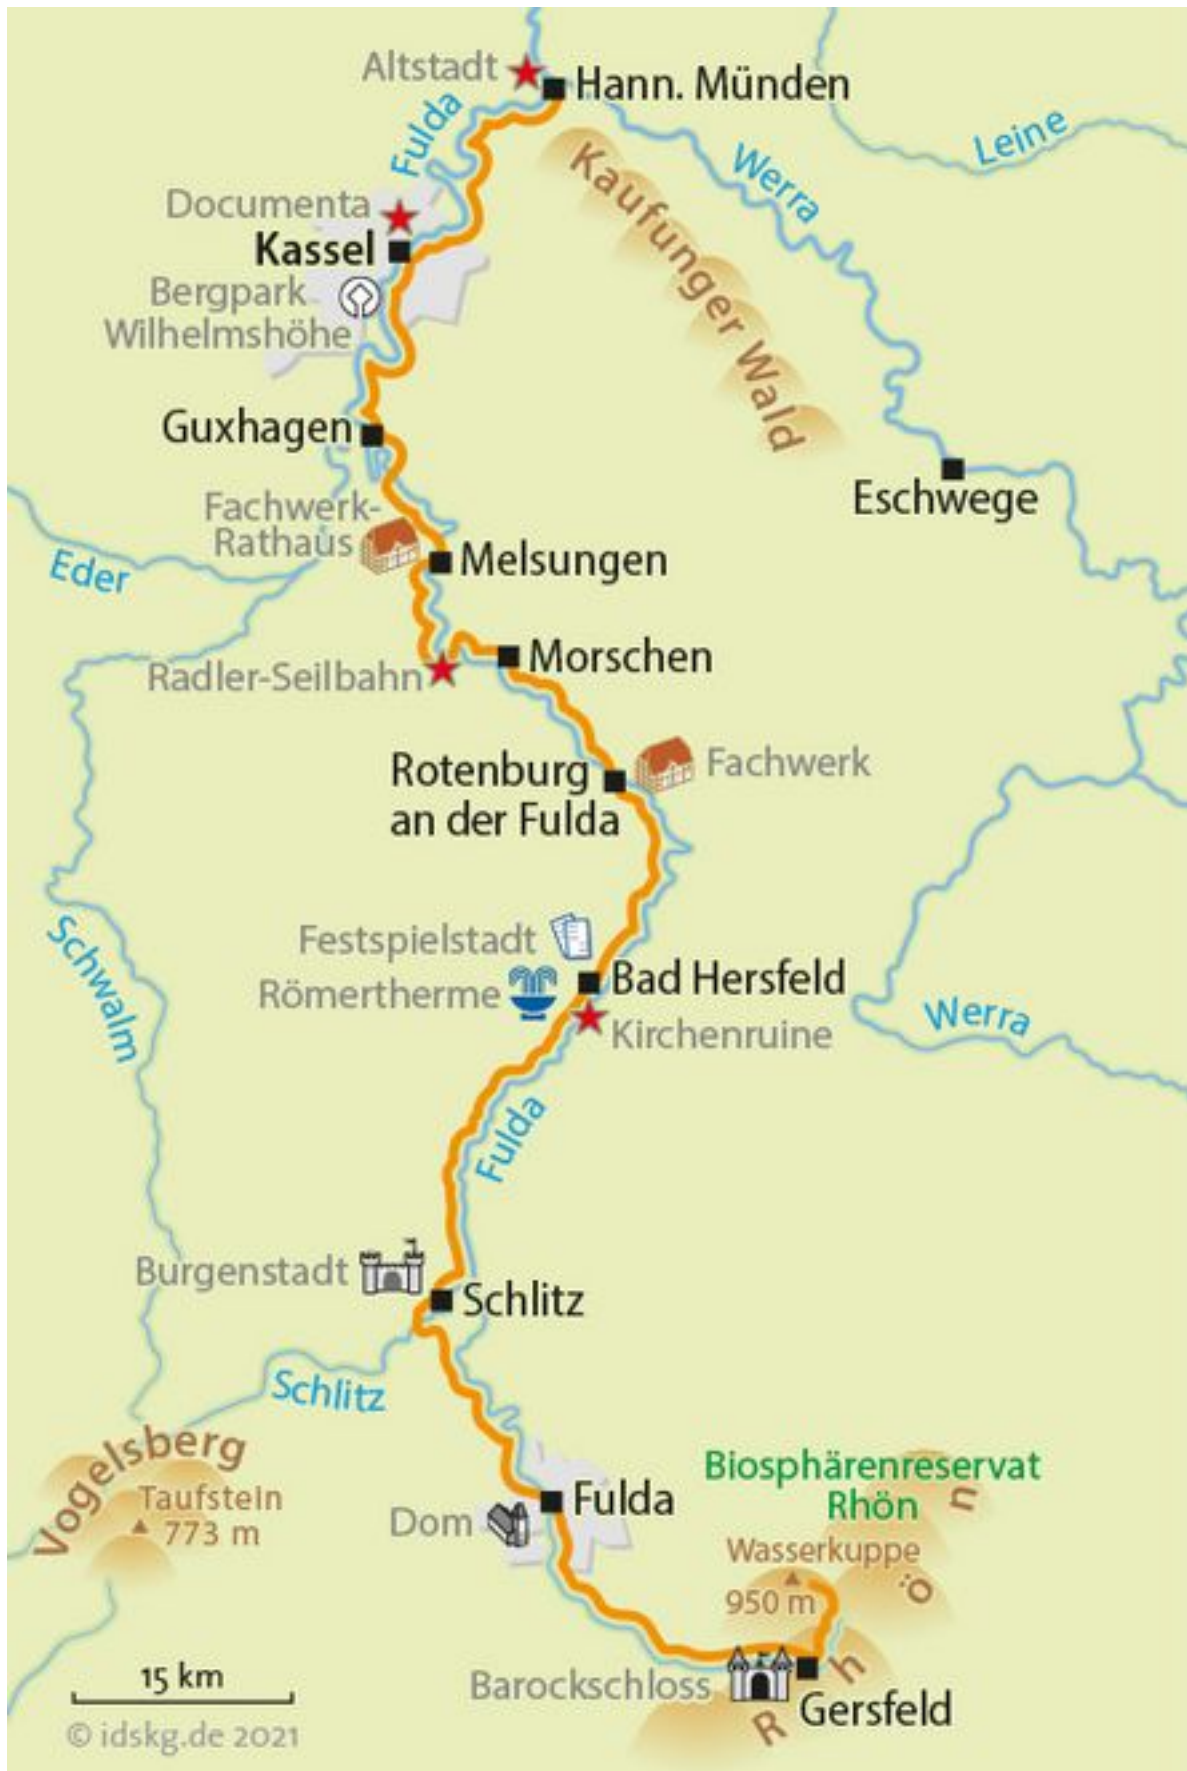 Altstadt
Hann. Münden
Fulda
Leine
Werra
Kaufunger Wald
Documenta
Kassel
Bergpark
Wilhelmshöhe
Guxhagen
Eschwege
Fachwerk-
Rathaus
Melsungen
Eder
Morschen
Radler-Seilbahn
Rotenburg
an der Fulda
Fachwerk
Schwalm
Festspielstadt
Bad Hersfeld
Römertherme
Kirchenruine
Werra
Fulda
Burgenstadt
Schlitz
Schlitz
Vogelsberg
Taufstein
773 m
Biosphärenreservat
Rhön
Fulda
Dom
Wasserkuppe
950 m
Rhön
Barockschloss
Gersfeld
15 km
© idskg.de 2021